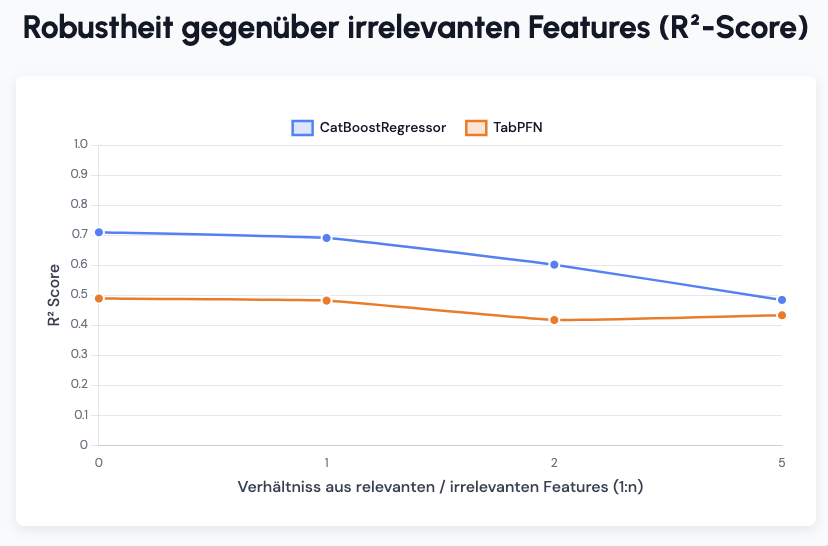 Robustheit gegenüber irrelevanten Features (R²-Score)
CatBoostRegressor TabPFN
1.0
0.9
0.8
0.7
0.6
0.5
0.4
0.3
0.2
0.1
0
R² Score
0 1 2 5
Verhältniss aus relevanten / irrelevanten Features (1:n)